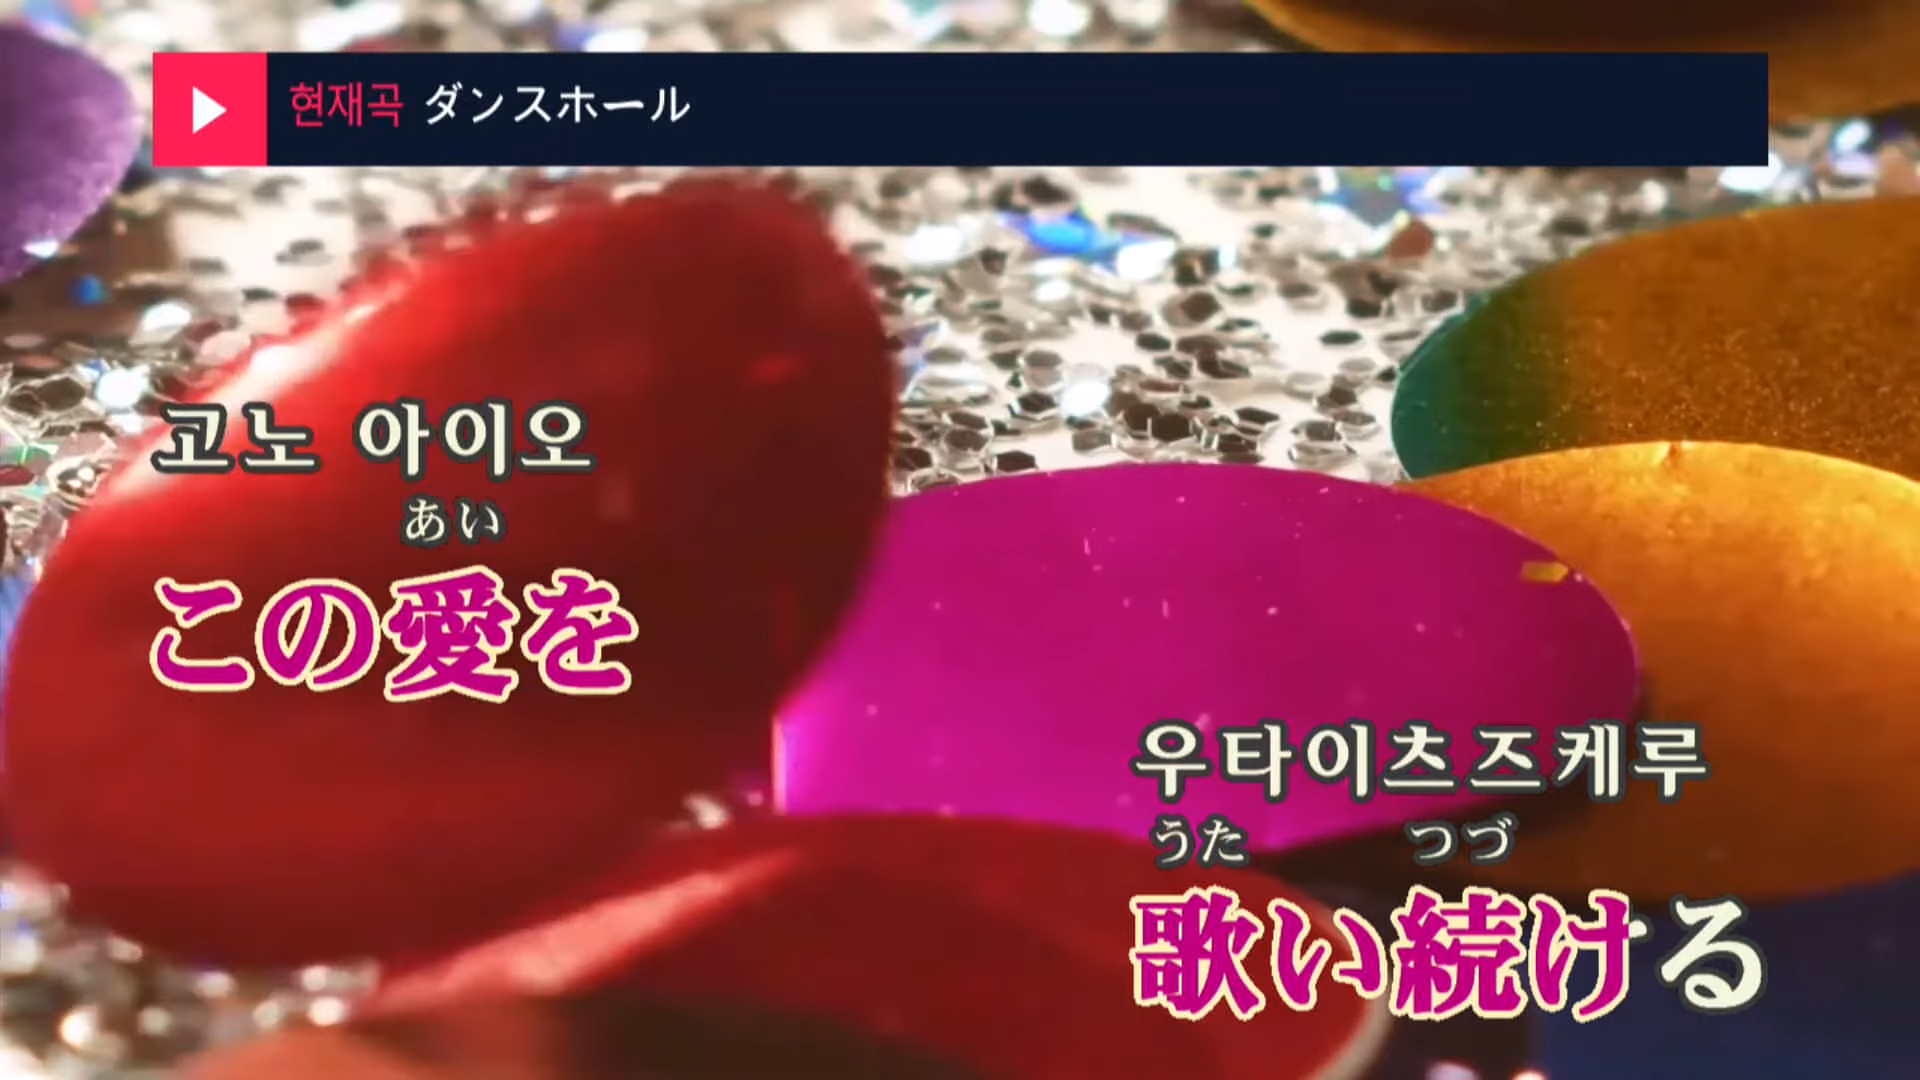 현재곡 ダンスホール
고노 아이오
あい
この愛を
우타이츠즈케루
うた つづ
歌い続ける